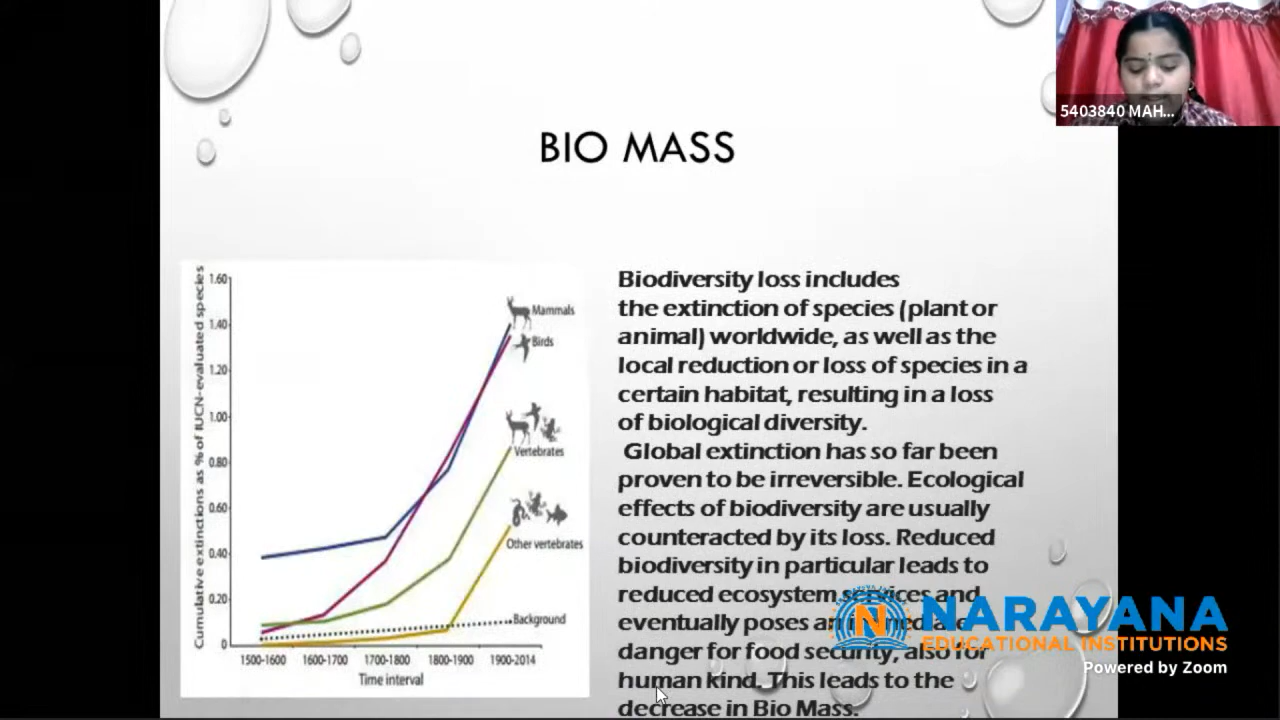 5403840 MAH...
BIO MASS
Cumulative extinctions as % of IUCN-evaluated species
1.60
1.40
1.20
1.00
0.80
0.60
0.40
0.20
0
Mammals
Birds
Vertebrates
Other vertebrates
Background
1500-1600 1600-1700 1700-1800 1800-1900 1900-2014
Time interval
Biodiversity loss includes
the extinction of species (plant or
animal) worldwide, as well as the
local reduction or loss of species in a
certain habitat, resulting in a loss
of biological diversity.
Global extinction has so far been
proven to be irreversible. Ecological
effects of biodiversity are usually
counteracted by its loss. Reduced
biodiversity in particular leads to
reduced ecosystem services and
eventually poses an immediate
danger for food security, also for
human kind. This leads to the
decrease in Bio Mass.
N
NARAYANA
EDUCATIONAL INSTITUTIONS
Powered by Zoom